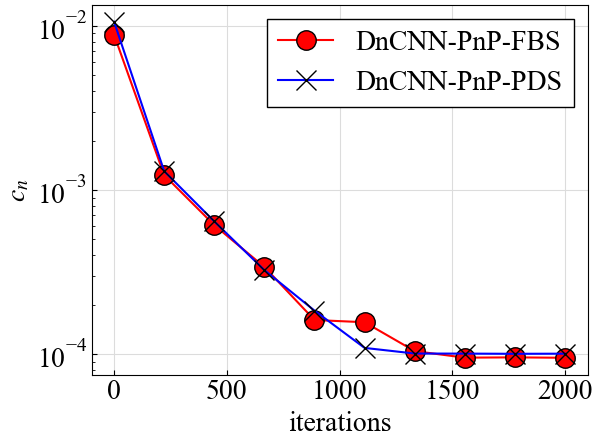 10⁻²
10⁻³
10⁻⁴
c_n
DnCNN-PnP-FBS
DnCNN-PnP-PDS
0 500 1000 1500 2000
iterations